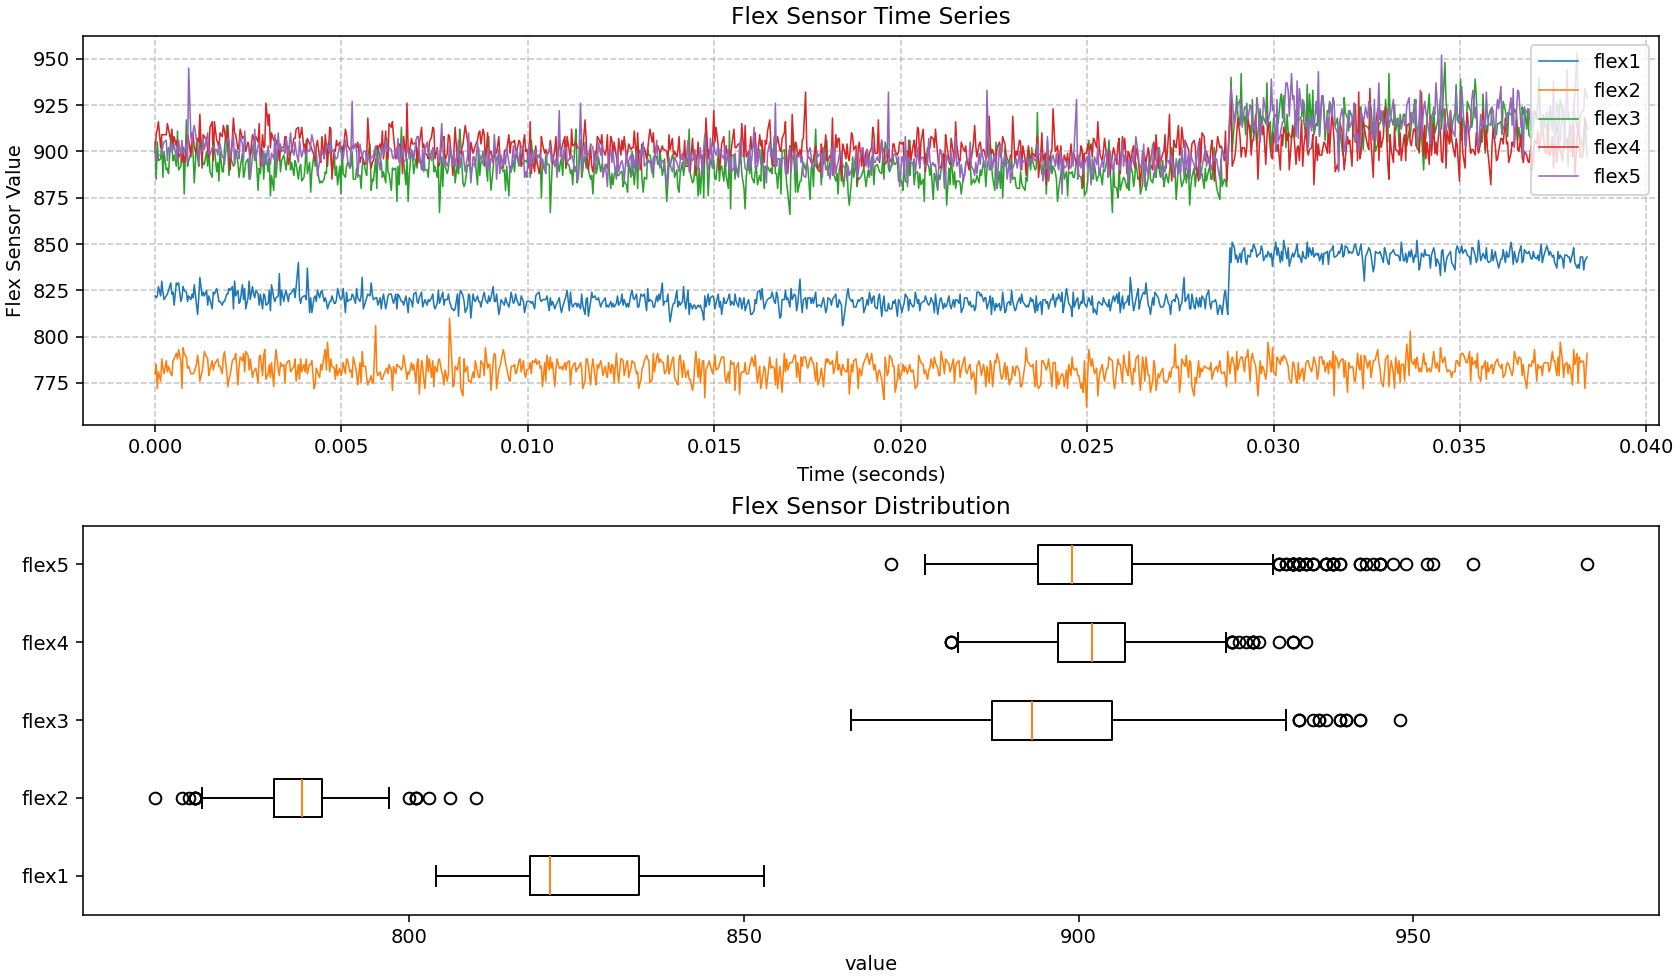 Flex Sensor Time Series
Flex Sensor Value
950
925
900
875
850
825
800
775
flex1
flex2
flex3
flex4
flex5
0.000 0.005 0.010 0.015 0.020 0.025 0.030 0.035 0.040
Time (seconds)
Flex Sensor Distribution
flex5
flex4
flex3
flex2
flex1
800 850 900 950
value